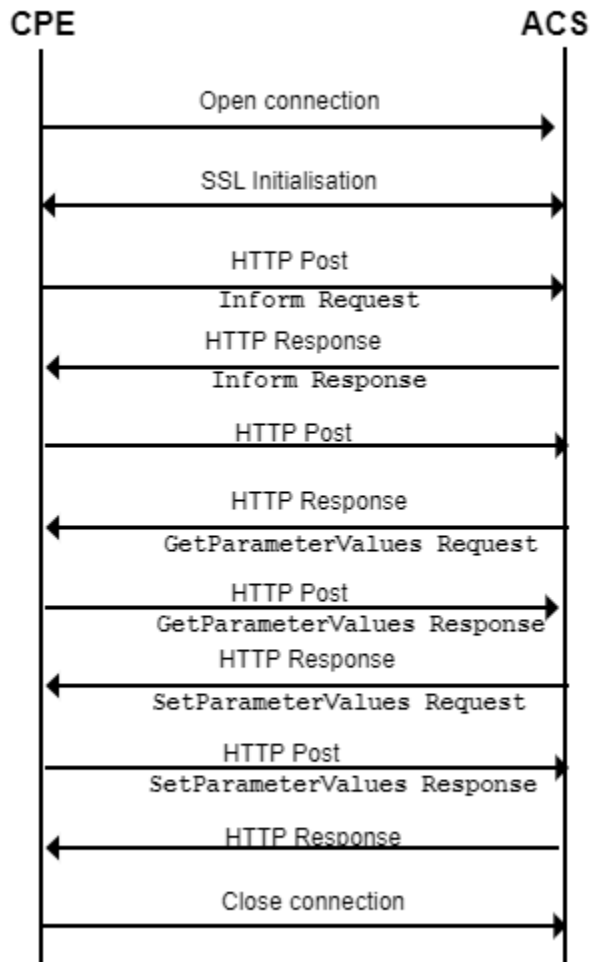 CPE ACS
Open connection
SSL Initialisation
HTTP Post
Inform Request
HTTP Response
Inform Response
HTTP Post
HTTP Response
GetParameterValues Request
HTTP Post
GetParameterValues Response
HTTP Response
SetParameterValues Request
HTTP Post
SetParameterValues Response
HTTP Response
Close connection